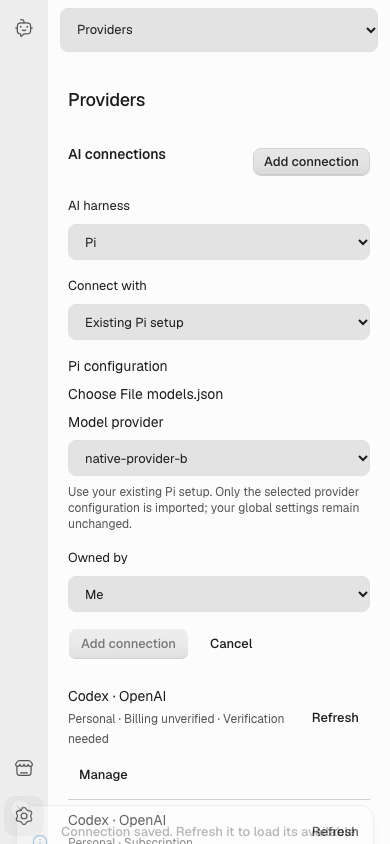 Providers
Providers
AI connections
Add connection
AI harness
Pi
Connect with
Existing Pi setup
Pi configuration
Choose File models.json
Model provider
native-provider-b
Use your existing Pi setup. Only the selected provider
configuration is imported; your global settings remain
unchanged.
Owned by
Me
Add connection Cancel
Codex · OpenAI
Personal · Billing unverified · Verification
needed
Refresh
Manage
Codex · OpenAI
Connection saved. Refresh it to load its
Refresh
Personal · Subscription